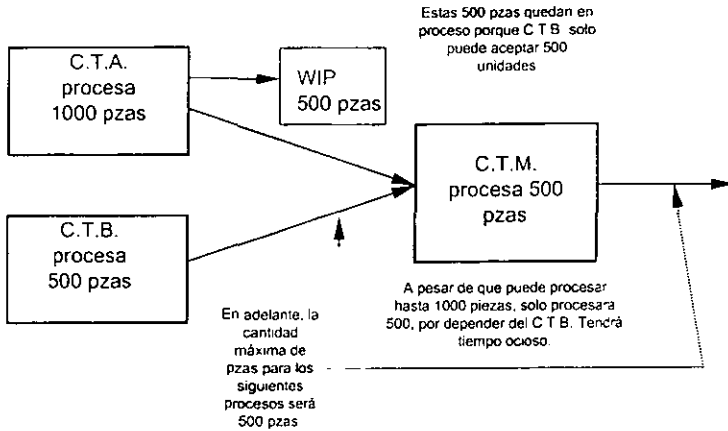 Estas 500 pzas quedan en
proceso porque C T B solo
puede aceptar 500
unidades
C.T.A.
procesa
1000 pzas
WIP
500 pzas
C.T.M.
procesa 500
pzas
C.T.B.
procesa
500 pzas
A pesar de que puede procesar
hasta 1000 piezas, solo procesara
500, por depender del C T B. Tendrá
tiempo ocioso.
En adelante, la
cantidad
máxima de
pzas para los
siguientes
procesos será
500 pzas